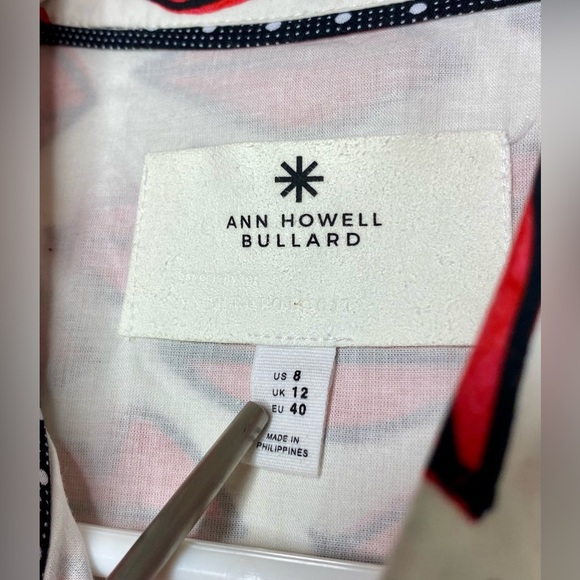 ANN HOWELL
BULLARD
US 8
UK 12
EU 40
MADE IN
PHILIPPINES